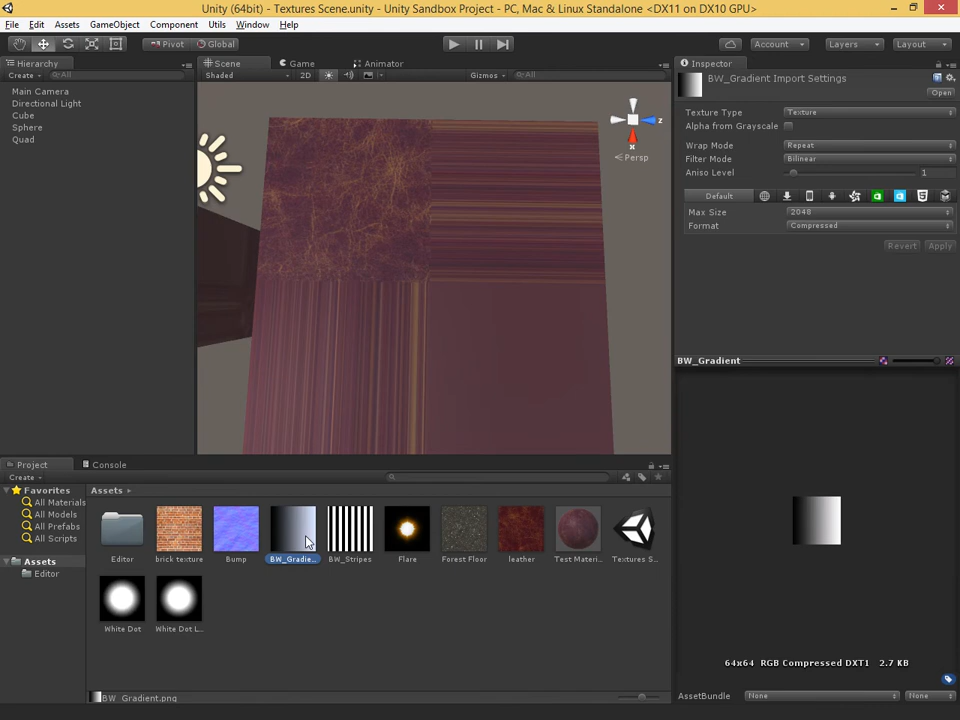 Unity (64bit) - Textures Scene.unity - Unity Sandbox Project - PC, Mac & Linux Standalone <DX11 on DX10 GPU>
File Edit Assets GameObject Component Utils Window Help
Pivot Global Account Layers Layout
Hierarchy
Create All
Main Camera
Directional Light
Cube
Sphere
Quad
Scene Game Animator
Shaded 2D Gizmos All
z
x
Persp
Inspector
BW_Gradient Import Settings
Open
Texture Type Texture
Alpha from Grayscale
Wrap Mode Repeat
Filter Mode Bilinear
Aniso Level 1
Default
Max Size 2048
Format Compressed
Revert Apply
BW_Gradient
64x64 RGB Compressed DXT1 2.7 KB
AssetBundle None None
Project Console
Create
Favorites
All Materials
All Models
All Prefabs
All Scripts
Assets
Editor
Assets
Editor brick texture Bump BW_Gradie... BW_Stripes Flare Forest Floor leather Test Materi... Textures S...
White Dot White Dot L...
BW_Gradient.png